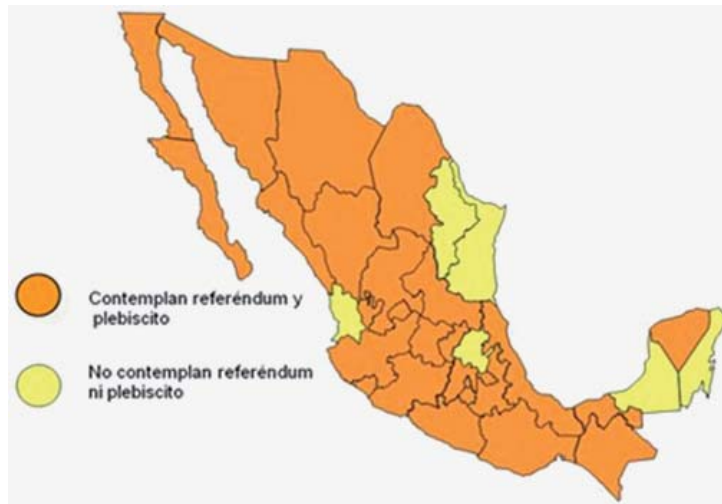 Contemplan referéndum y
plebiscito
No contemplan referéndum
ni plebiscito